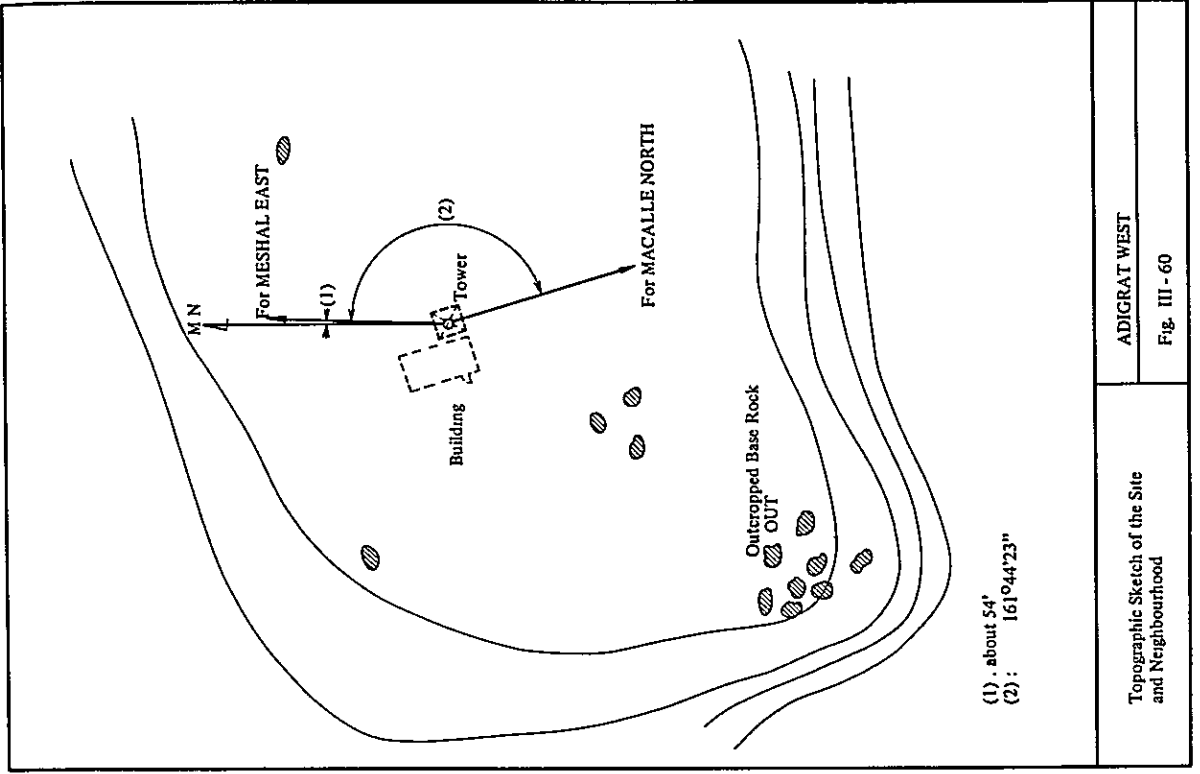 M N
For MESHAL EAST
(1)
(2)
Tower
Building
For MACALLE NORTH
Outcropped Base Rock
OUT
(1) . about 54'
(2) : 161°44'23"
Topographic Sketch of the Site
and Neighbourhood
ADIGRAT WEST
Fig. III - 60